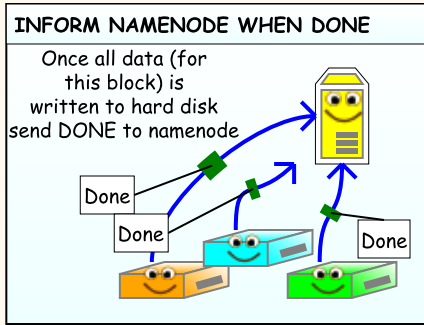 INFORM NAMENODE WHEN DONE
Once all data (for
this block) is
written to hard disk
send DONE to namenode
Done
Done
Done